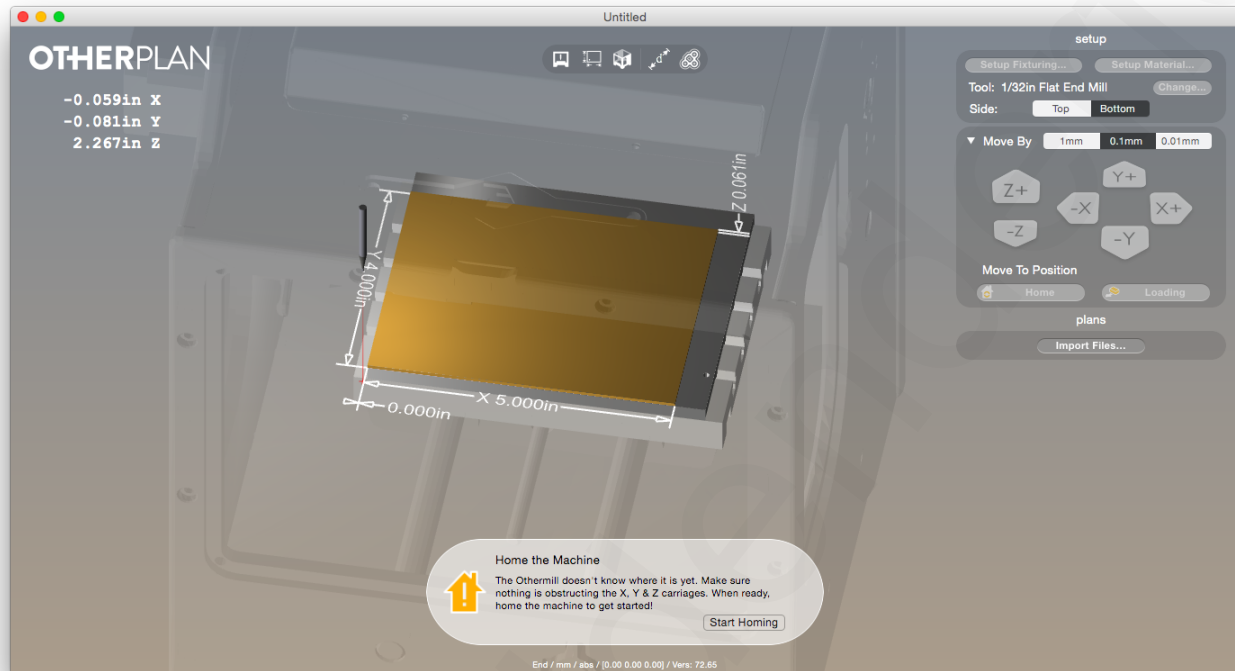 Untitled
OTHERPLAN
-0.059in X
-0.081in Y
2.267in Z
Z 0.061in
Y 4.000in
X 5.000in
0.000in
setup
Setup Fixturing...
Setup Material...
Tool: 1/32in Flat End Mill
Change...
Side:
Top
Bottom
Move By
1mm
0.1mm
0.01mm
Z+
-Z
Y+
-X
X+
-Y
Move To Position
Home
Loading
plans
Import Files...
Home the Machine
The Othermill doesn't know where it is yet. Make sure
nothing is obstructing the X, Y & Z carriages. When ready,
home the machine to get started!
Start Homing
End / mm / abs / [0.00 0.00 0.00] / Vers: 72.65